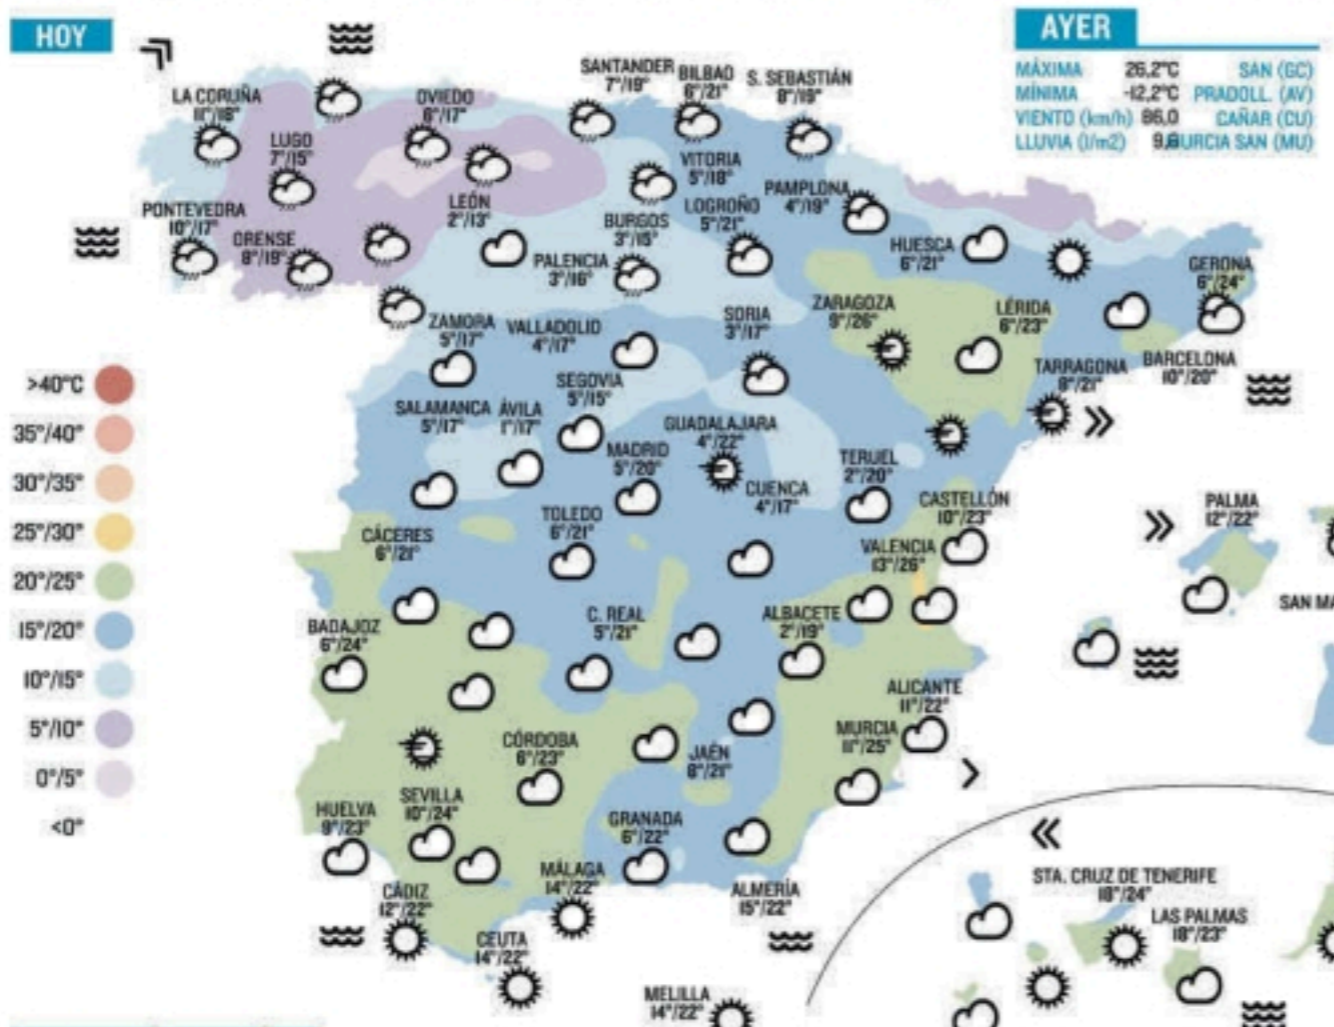 HOY
AYER
MÁXIMA 26,2°C SAN (GC)
MÍNIMA -12,2°C PRADOLL. (AV)
VIENTO (km/h) 86,0 CAÑAR (CU)
LLUVIA (l/m2) 9,6 MURCIA SAN (MU)
SANTANDER
7°/19°
BILBAO
6°/21°
S. SEBASTIÁN
8°/19°
LA CORUÑA
11°/18°
OVIEDO
6°/17°
LUGO
7°/15°
VITORIA
5°/18°
PAMPLONA
4°/19°
LEÓN
2°/13°
PONTEVEDRA
10°/17°
ORENSE
8°/19°
BURGOS
3°/15°
LOGROÑO
5°/21°
HUESCA
6°/21°
PALENCIA
3°/16°
GERONA
6°/24°
ZARAGOZA
9°/26°
LÉRIDA
6°/23°
SORIA
3°/17°
ZAMORA
5°/17°
VALLADOLID
4°/17°
TARRAGONA
8°/21°
BARCELONA
10°/20°
SEGOVIA
5°/15°
SALAMANCA
5°/17°
ÁVILA
1°/17°
GUADALAJARA
4°/22°
MADRID
5°/20°
TERUEL
2°/20°
CUENCA
4°/17°
CASTELLÓN
10°/23°
PALMA
12°/22°
TOLEDO
6°/21°
CÁCERES
6°/21°
VALENCIA
13°/26°
SAN MA
BADAJOZ
6°/24°
C. REAL
5°/21°
ALBACETE
2°/19°
ALICANTE
11°/22°
MURCIA
11°/25°
CÓRDOBA
6°/23°
JAÉN
8°/21°
HUELVA
9°/23°
SEVILLA
10°/24°
GRANADA
6°/22°
MÁLAGA
14°/22°
CÁDIZ
12°/22°
ALMERÍA
15°/22°
CEUTA
14°/22°
MELILLA
14°/22°
STA. CRUZ DE TENERIFE
18°/24°
LAS PALMAS
18°/23°
>40°C
35°/40°
30°/35°
25°/30°
20°/25°
15°/20°
10°/15°
5°/10°
0°/5°
<0°